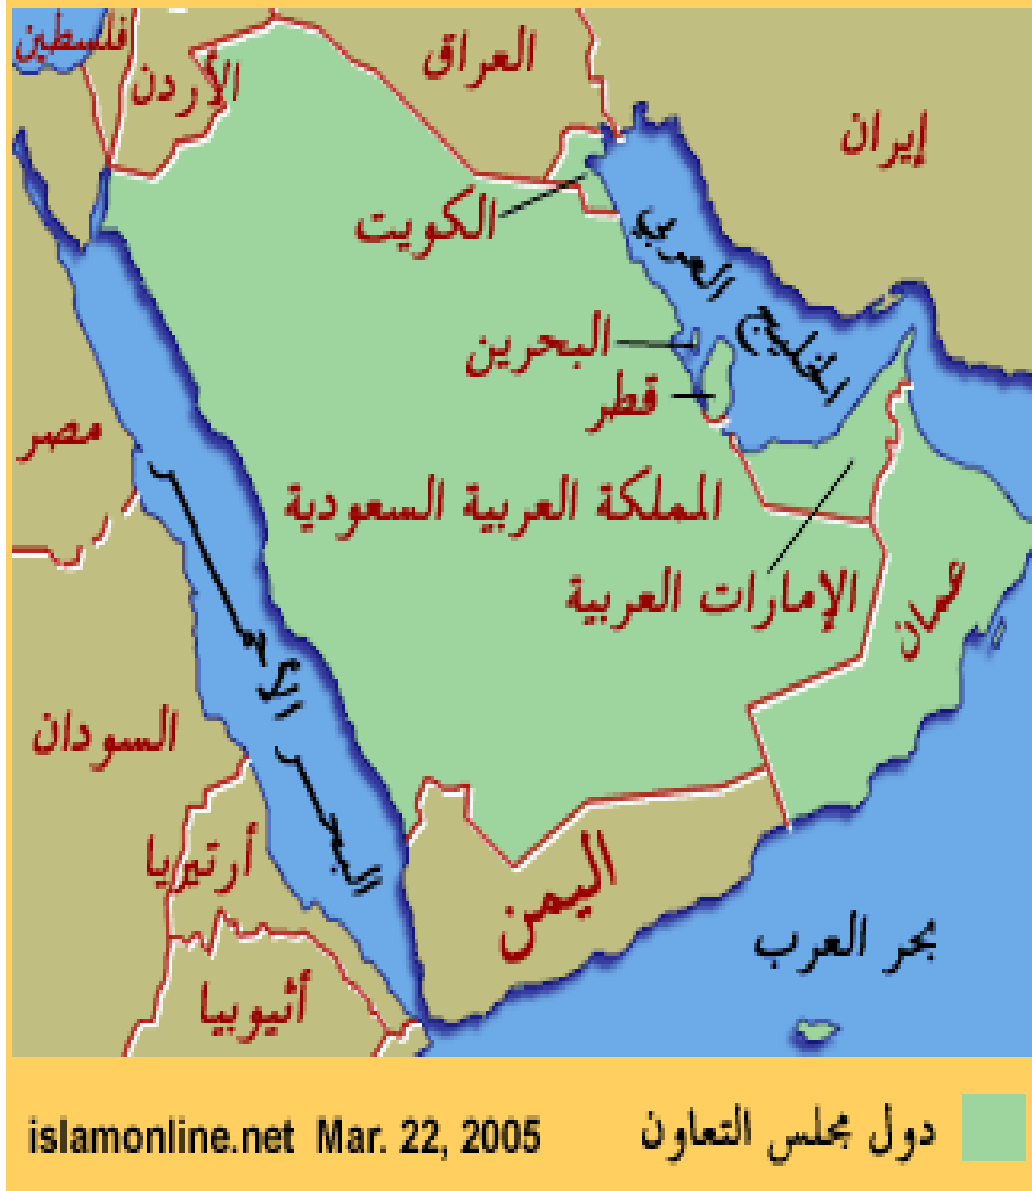 فلسطين
الأردن
العراق
إيران
الكويت
الخليج العربي
البحرين
قطر
مصر
المملكة العربية السعودية
الإمارات العربية
عمان
البحر الأحمر
السودان
أرتيريا
اليمن
بحر العرب
أثيوبيا
دول مجلس التعاون
islamonline.net Mar. 22, 2005